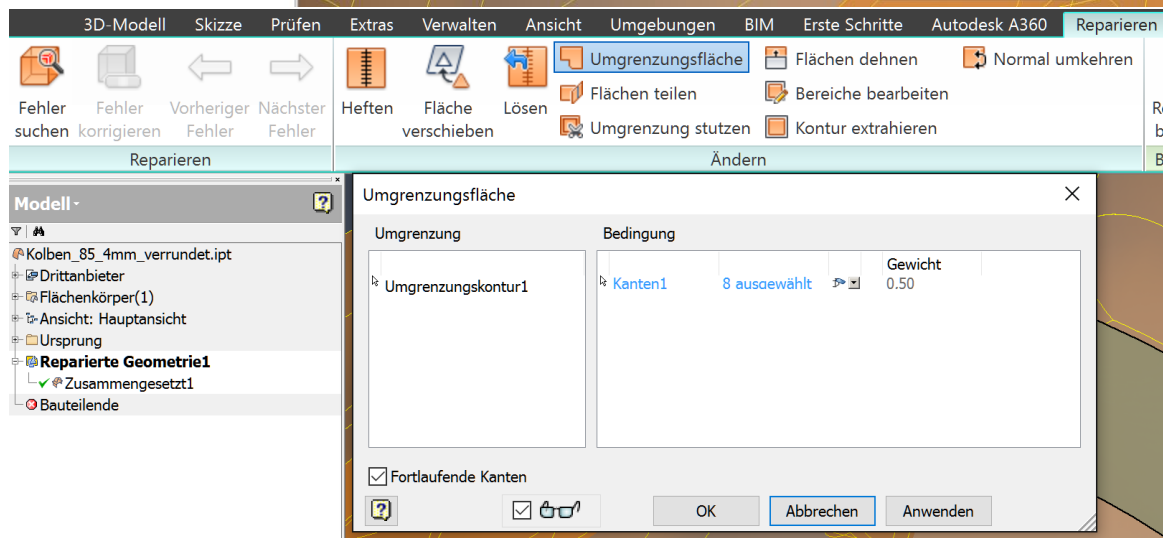 3D-Modell Skizze Prüfen Extras Verwalten Ansicht Umgebungen BIM Erste Schritte Autodesk A360 Reparieren
Umgrenzungsfläche Flächen dehnen Normal umkehren
Flächen teilen Bereiche bearbeiten
Fehler Fehler Vorheriger Nächster Heften Fläche Lösen
suchen korrigieren Fehler Fehler verschieben
Umgrenzung stutzen Kontur extrahieren
Reparieren Ändern
Modell
Kolben_85_4mm_verrundet.ipt
Drittanbieter
Flächenkörper(1)
Ansicht: Hauptansicht
Ursprung
Reparierte Geometrie1
Zusammengesetzt1
Bauteilende
Umgrenzungsfläche
Umgrenzung Bedingung
Gewicht
Umgrenzungskontur1 Kanten1 8 ausgewählt 0.50
Fortlaufende Kanten
OK Abbrechen Anwenden